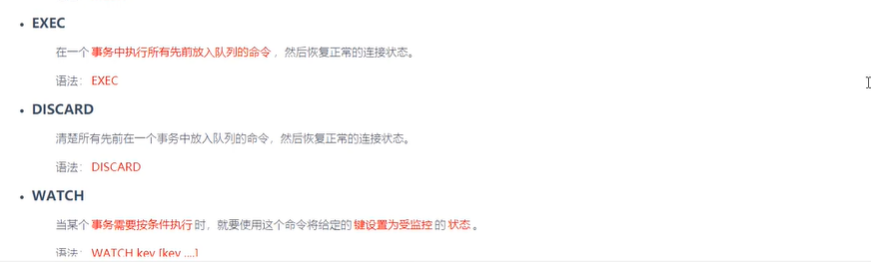 EXEC
在一个 事务中执行所有先前放入队列的命令 ，然后恢复正常的连接状态。
语法： EXEC
DISCARD
清楚所有先前在一个事务中放入队列的命令，然后恢复正常的连接状态。
语法： DISCARD
WATCH
当某个 事务需要按条件执行 时，就要使用这个命令将给定的 键设置为受监控 的 状态 。
语法： WATCH key [key ....]